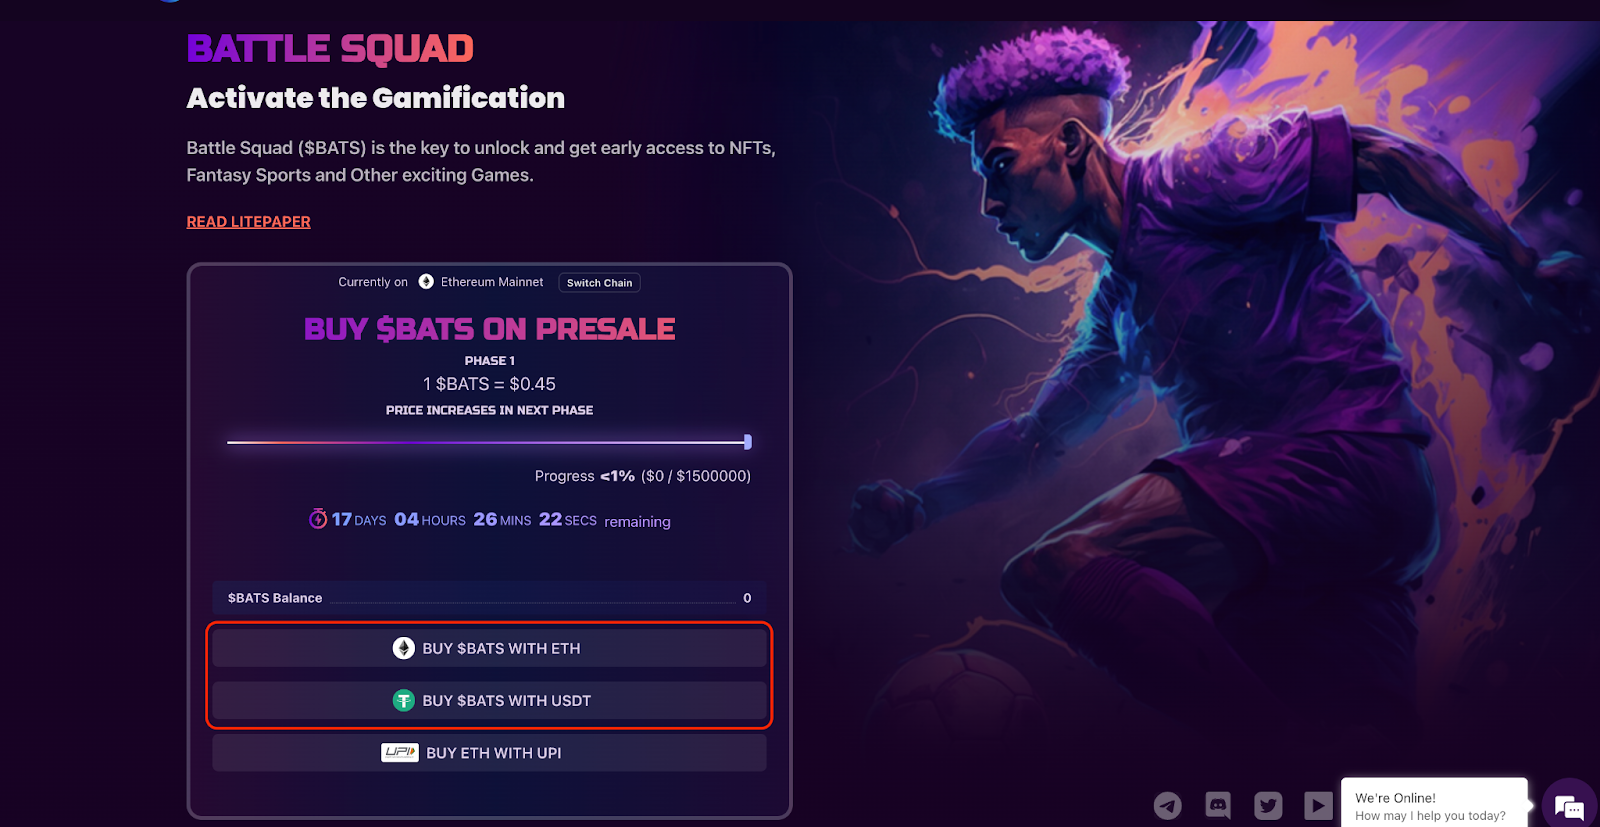 BATTLE SQUAD
Activate the Gamification
Battle Squad ($BATS) is the key to unlock and get early access to NFTs,
Fantasy Sports and Other exciting Games.
READ LITEPAPER
Currently on Ethereum Mainnet Switch Chain
BUY $BATS ON PRESALE
PHASE 1
1 $BATS = $0.45
PRICE INCREASES IN NEXT PHASE
Progress <1% ($0 / $1500000)
17 DAYS 04 HOURS 26 MINS 22 SECS remaining
$BATS Balance 0
BUY $BATS WITH ETH
BUY $BATS WITH USDT
UPI BUY ETH WITH UPI
We're Online!
How may I help you today?